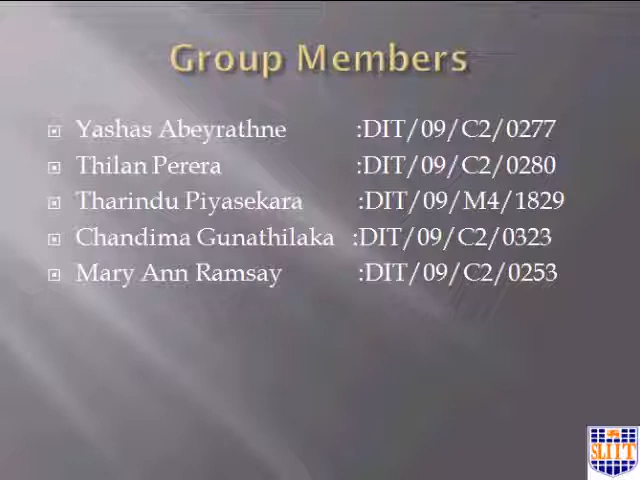 Group Members
Yashas Abeyrathne :DIT/09/C2/0277
Thilan Perera :DIT/09/C2/0280
Tharindu Piyasekara :DIT/09/M4/1829
Chandima Gunathilaka :DIT/09/C2/0323
Mary Ann Ramsay :DIT/09/C2/0253
SLIIT